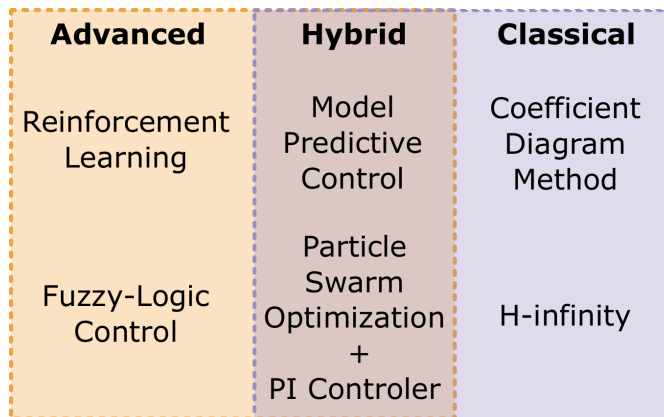 Advanced
Reinforcement
Learning
Fuzzy-Logic
Control
Hybrid
Model
Predictive
Control
Particle
Swarm
Optimization
+
PI Controler
Classical
Coefficient
Diagram
Method
H-infinity